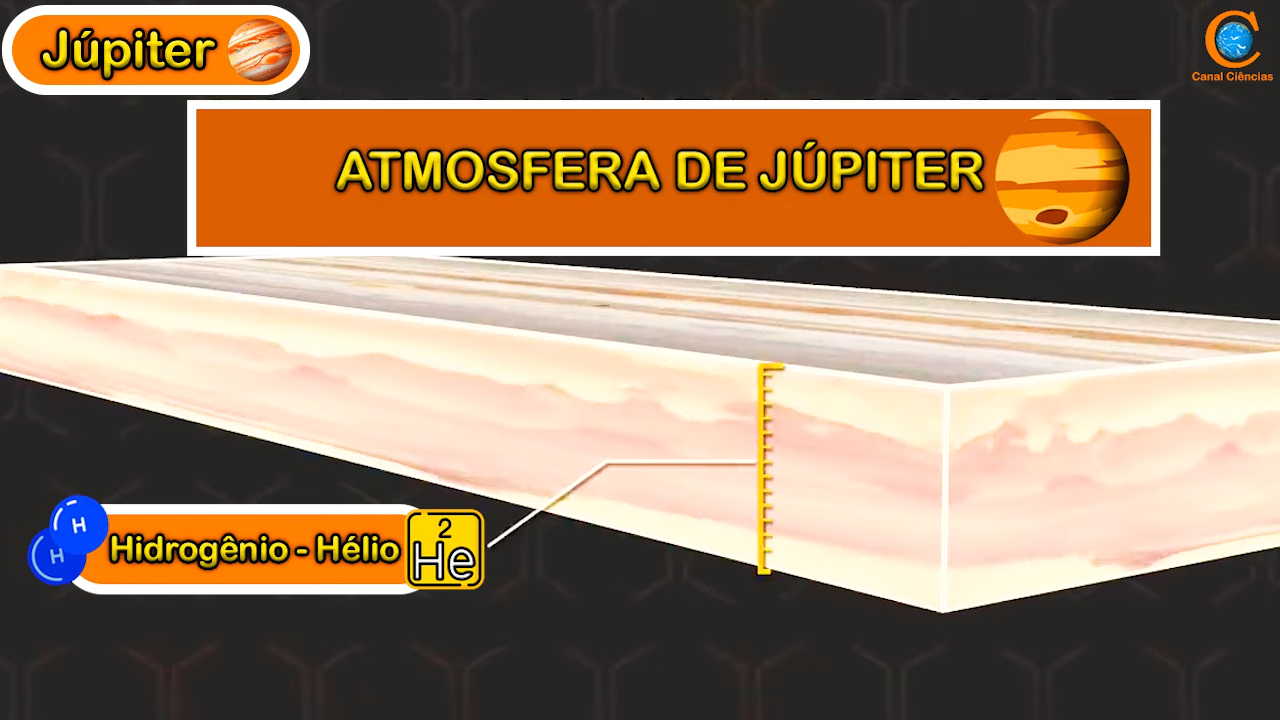 Júpiter
Canal Ciências
ATMOSFERA DE JÚPITER
H
H
Hidrogênio - Hélio
2
He